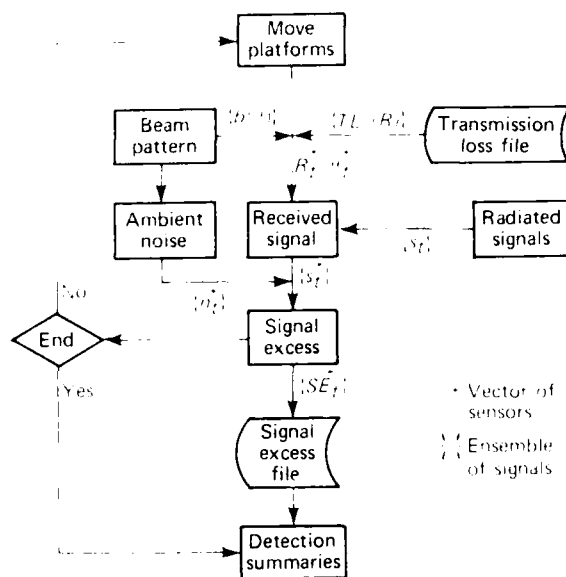 Move
platforms
Beam
pattern
Transmission
loss file
Ambient
noise
Received
signal
Radiated
signals
No
End
Yes
Signal
excess
{SE_t}
Signal
excess
file
Detection
summaries
* Vector of
sensors
{ } Ensemble
of signals